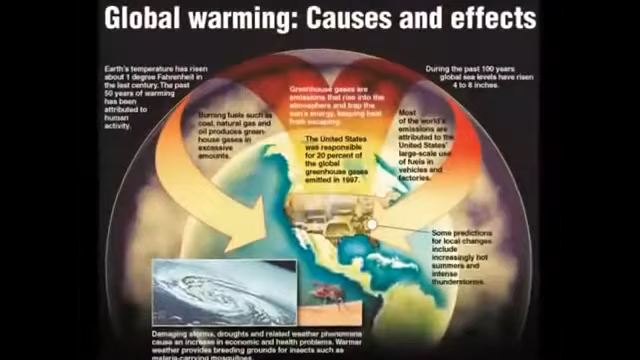 Global warming: Causes and effects
Earth's temperature has risen
about 1 degree Fahrenheit in
the last century. The past
50 years of warming
has been
attributed to
human
activity.
Burning fuels such as
coal, natural gas and
oil produces green-
house gases in
excessive
amounts.
Greenhouse gases are
emissions that rise into the
atmosphere and trap the
sun's energy, keeping heat
from escaping.
The United States
was responsible
for 20 percent of
the global
greenhouse gases
emitted in 1997.
During the past 100 years
global sea levels have risen
4 to 8 inches.
Most
of the world's
emissions are
attributed to the
United States'
large-scale use
of fuels in
vehicles and
factories.
Some predictions
for local changes
include
increasingly hot
summers and
intense
thunderstorms.
Damaging storms, droughts and related weather phenomena
cause an increase in economic and health problems. Warmer
weather provides breeding grounds for insects such as
malaria-carrying mosquitoes.